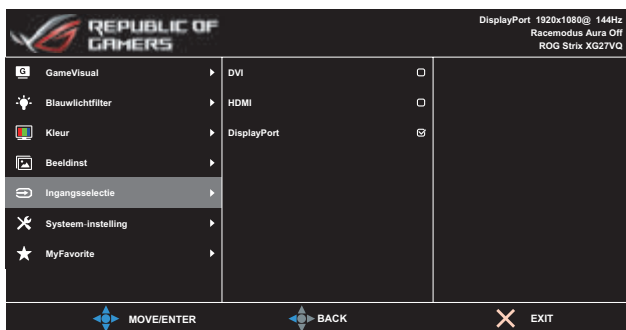 REPUBLIC OF
GAMERS
DisplayPort 1920x1080@ 144Hz
Racemodus Aura Off
ROG Strix XG27VQ
G GameVisual
Blauwlichtfilter
Kleur
Beeldinst
Ingangsselectie
Systeem-instelling
MyFavorite
DVI
HDMI
DisplayPort
MOVE/ENTER
BACK
EXIT